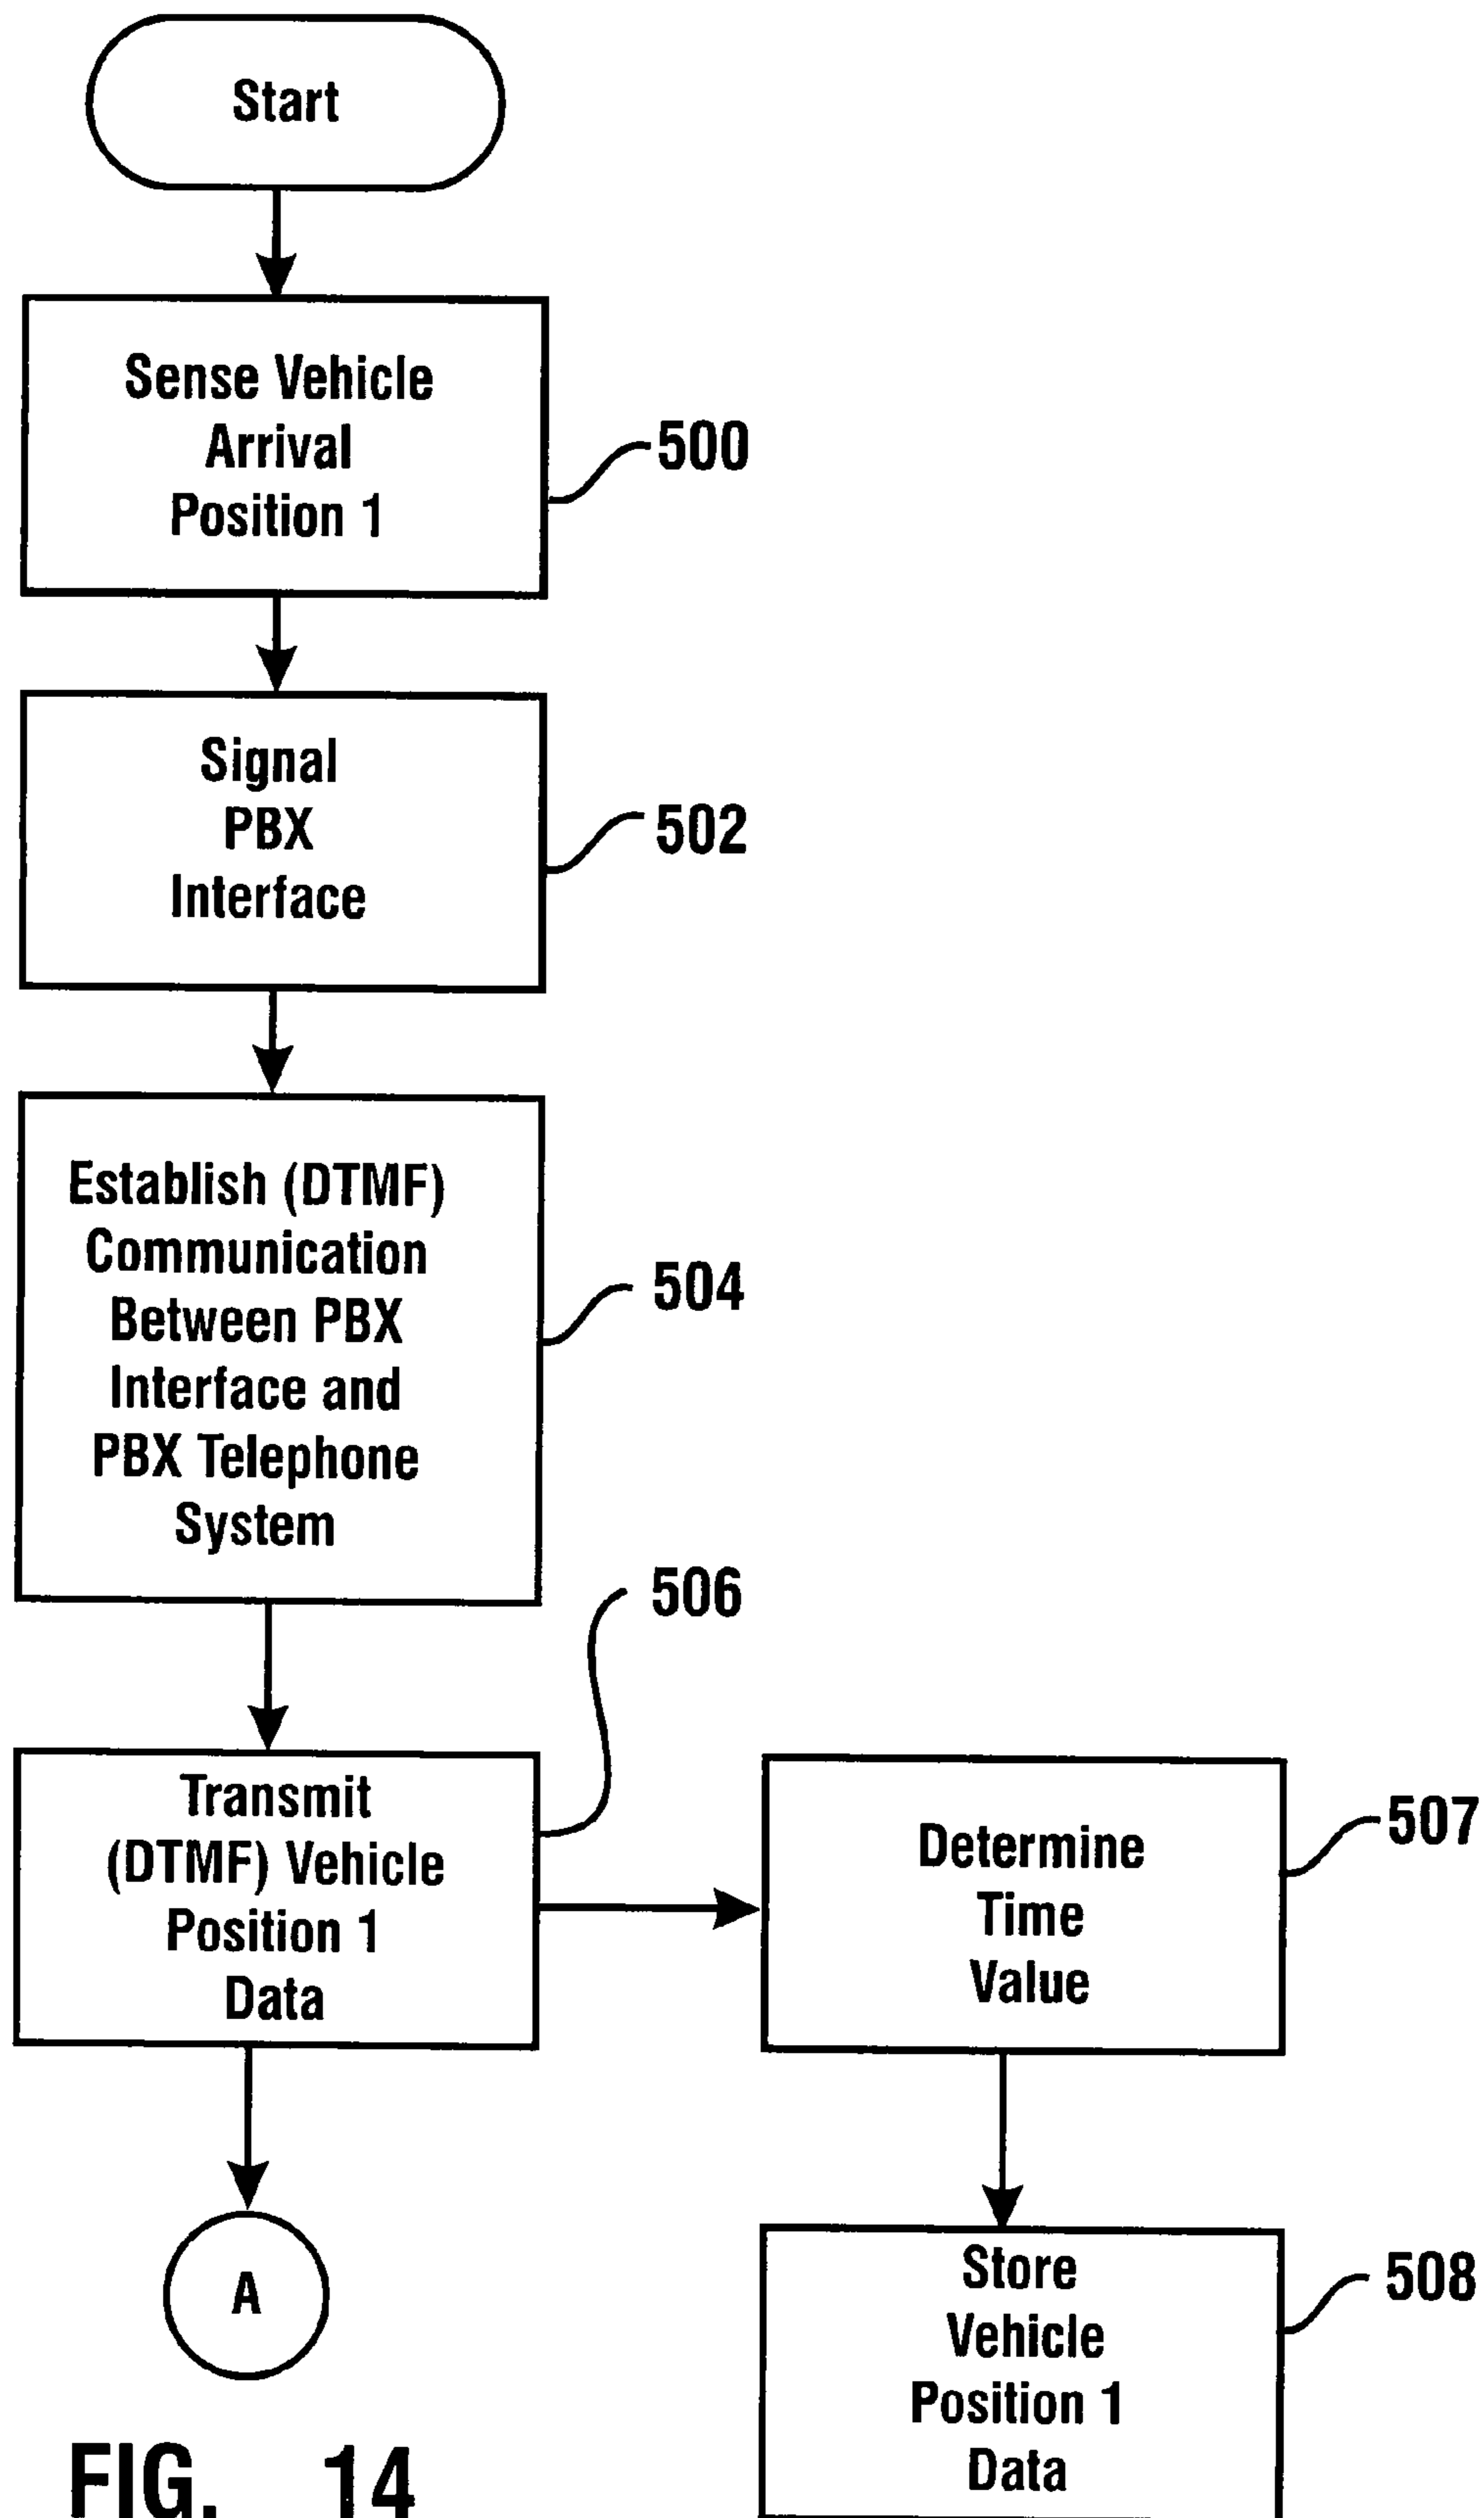 Start
Sense Vehicle
Arrival
Position 1
500
Signal
PBX
Interface
502
Establish (DTMF)
Communication
Between PBX
Interface and
PBX Telephone
System
504
506
Transmit
(DTMF) Vehicle
Position 1
Data
Determine
Time
Value
507
A
Store
Vehicle
Position 1
Data
508
FIG. 14